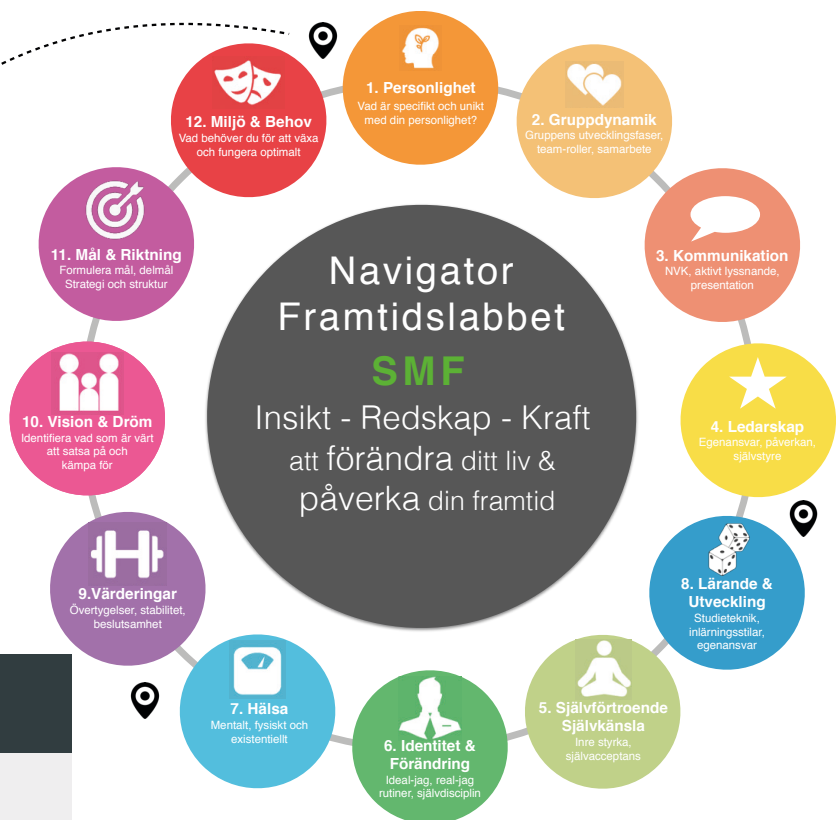 1. Personlighet
Vad är specifikt och unikt
med din personlighet?
2. Gruppdynamik
Gruppens utvecklingsfaser,
team-roller, samarbete
3. Kommunikation
NVK, aktivt lyssnande,
presentation
4. Ledarskap
Egenansvar, påverkan,
självstyre
8. Lärande &
Utveckling
Studieteknik,
inlärningsstilar,
egenansvar
5. Självförtroende
Självkänsla
Inre styrka,
självacceptans
6. Identitet &
Förändring
Ideal-jag, real-jag
rutiner, självdisciplin
7. Hälsa
Mentalt, fysiskt och
existentiellt
9.Värderingar
Övertygelser, stabilitet,
beslutsamhet
10. Vision & Dröm
Identifiera vad som är värt
att satsa på och
kämpa för
11. Mål & Riktning
Formulera mål, delmål
Strategi och struktur
12. Miljö & Behov
Vad behöver du för att växa
och fungera optimalt
Navigator
Framtidslabbet
SMF
Insikt - Redskap - Kraft
att förändra ditt liv &
påverka din framtid